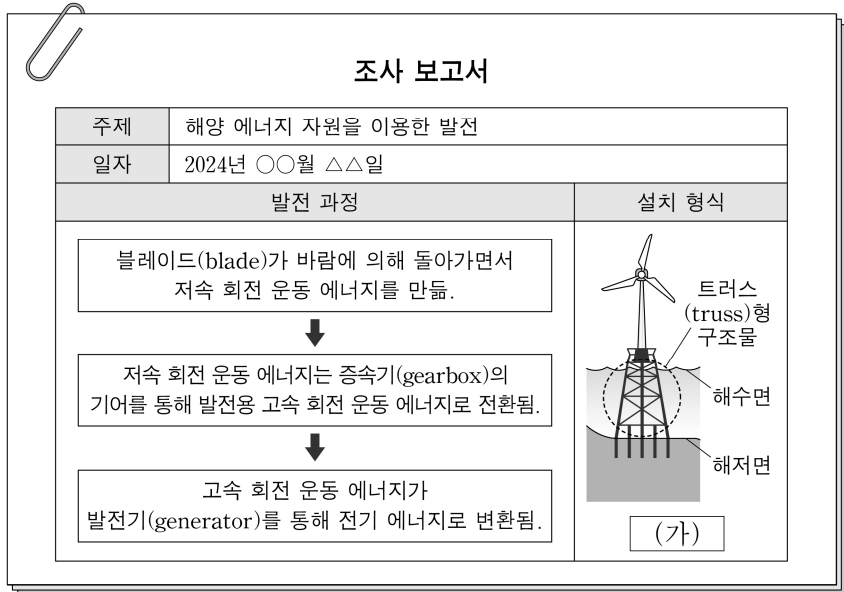 조사 보고서
주제 해양 에너지 자원을 이용한 발전
일자 2024년 ○○월 △△일
발전 과정 설치 형식
블레이드(blade)가 바람에 의해 돌아가면서
저속 회전 운동 에너지를 만듦.
저속 회전 운동 에너지는 증속기(gearbox)의
기어를 통해 발전용 고속 회전 운동 에너지로 전환됨.
고속 회전 운동 에너지가
발전기(generator)를 통해 전기 에너지로 변환됨.
트러스
(truss)형
구조물
해수면
해저면
(가)